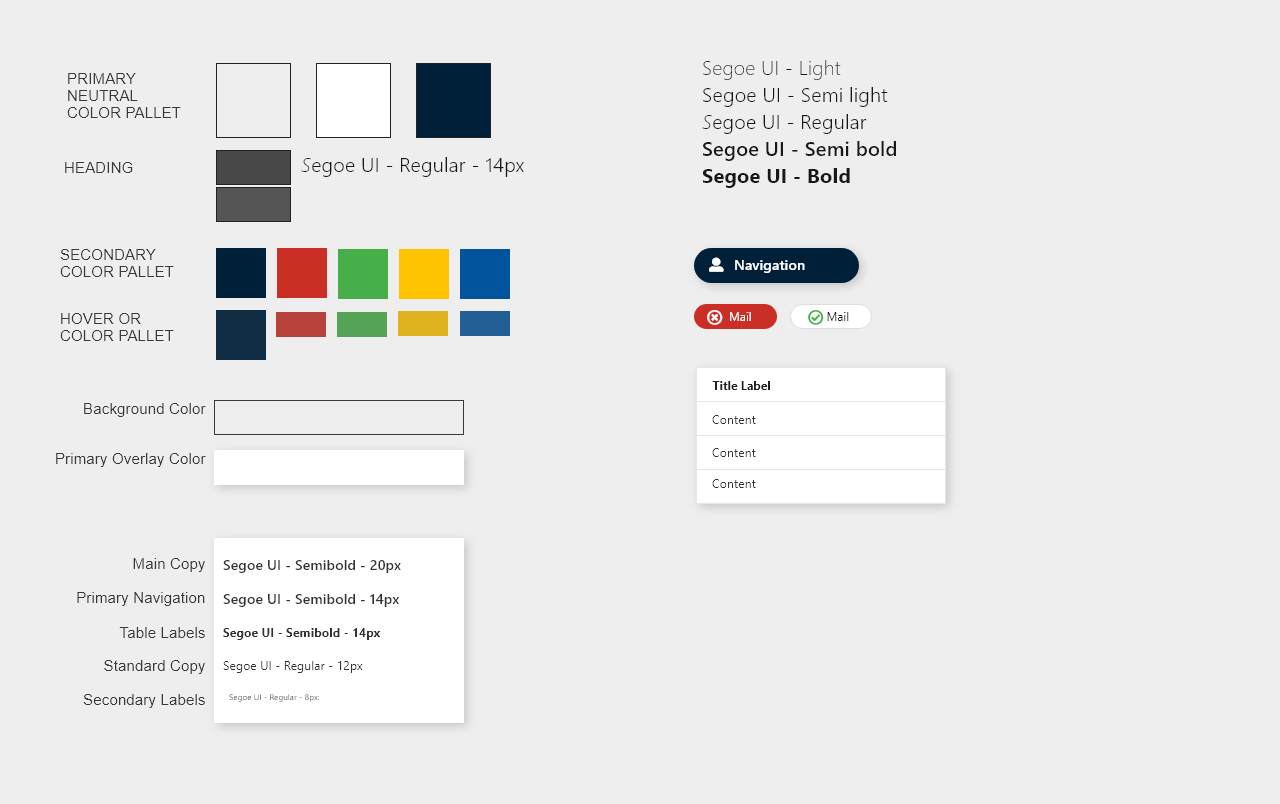 PRIMARY
NEUTRAL
COLOR PALLET
HEADING
Segoe UI - Regular - 14px
SECONDARY
COLOR PALLET
HOVER OR
COLOR PALLET
Background Color
Primary Overlay Color
Main Copy
Segoe UI - Semibold - 20px
Primary Navigation
Segoe UI - Semibold - 14px
Table Labels
Segoe UI - Semibold - 14px
Standard Copy
Segoe UI - Regular - 12px
Secondary Labels
Segoe UI - Regular - 8px:
Segoe UI - Light
Segoe UI - Semi light
Segoe UI - Regular
Segoe UI - Semi bold
Segoe UI - Bold
Navigation
Mail
Mail
Title Label
Content
Content
Content